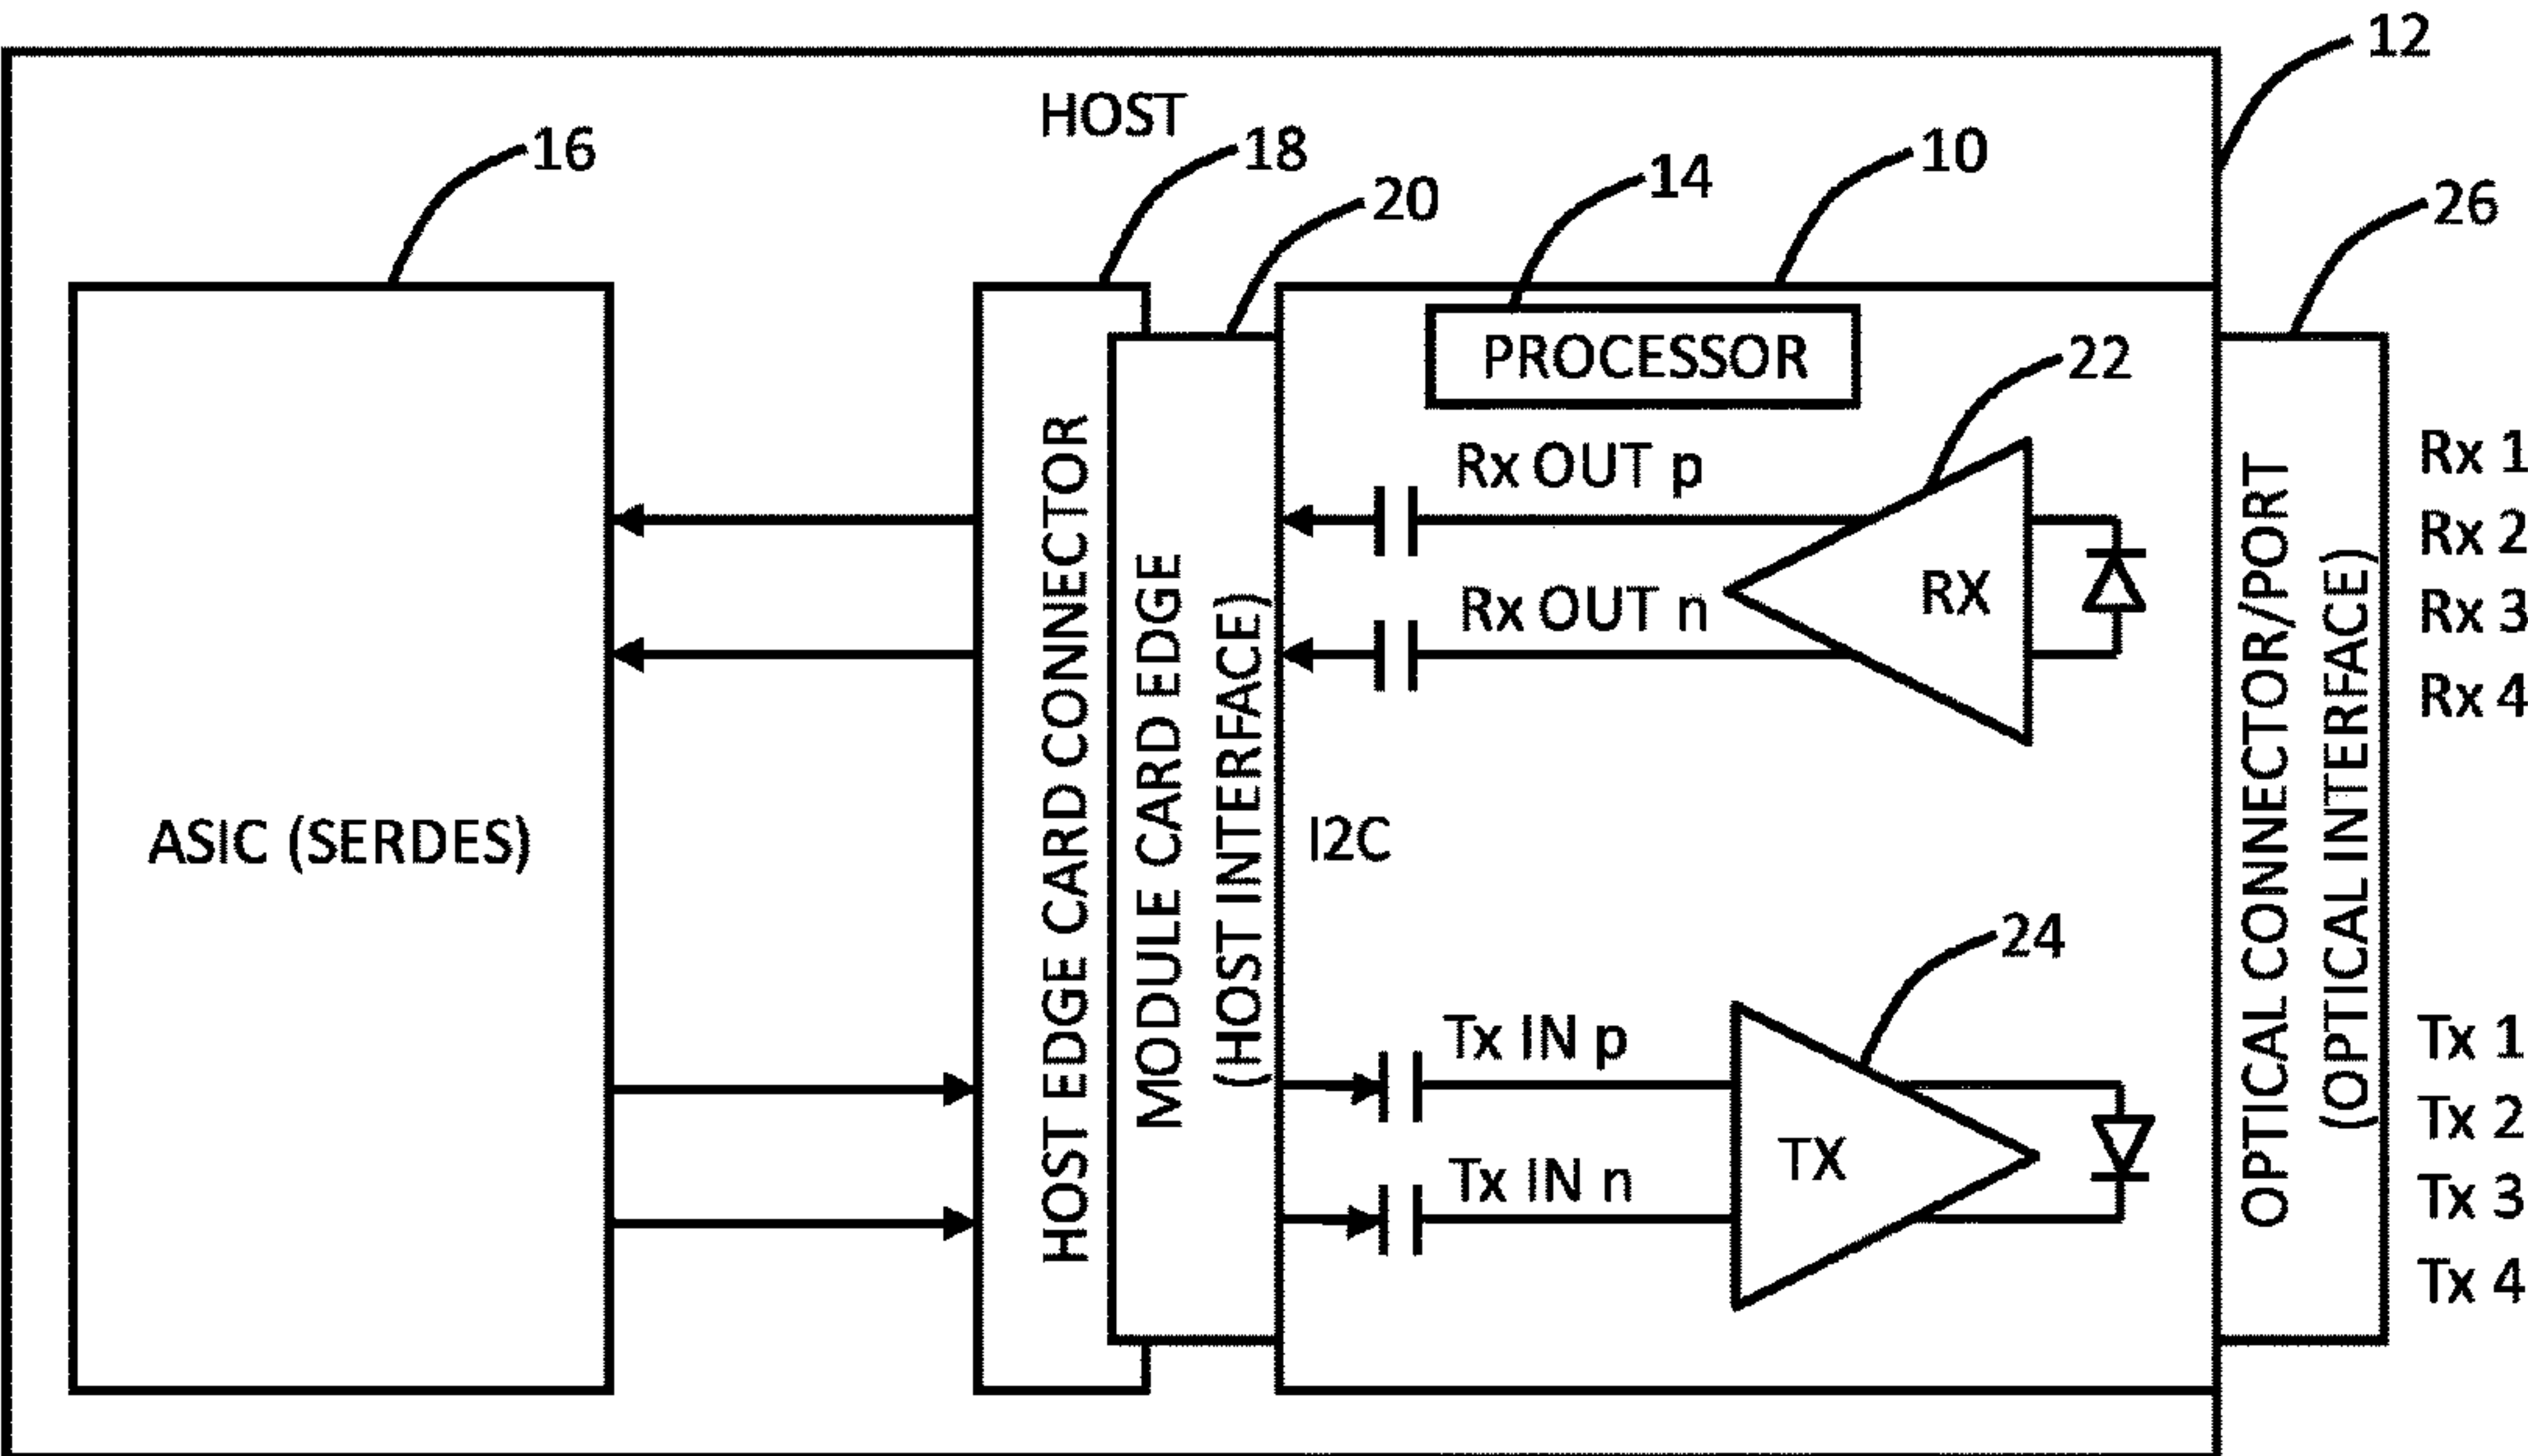 12
HOST
16
18
14
10
20
26
PROCESSOR
22
Rx OUT p
Rx OUT n
RX
Rx 1
Rx 2
Rx 3
Rx 4
ASIC (SERDES)
HOST EDGE CARD CONNECTOR
MODULE CARD EDGE
(HOST INTERFACE)
I2C
OPTICAL CONNECTOR/PORT
(OPTICAL INTERFACE)
24
Tx IN p
Tx IN n
TX
Tx 1
Tx 2
Tx 3
Tx 4